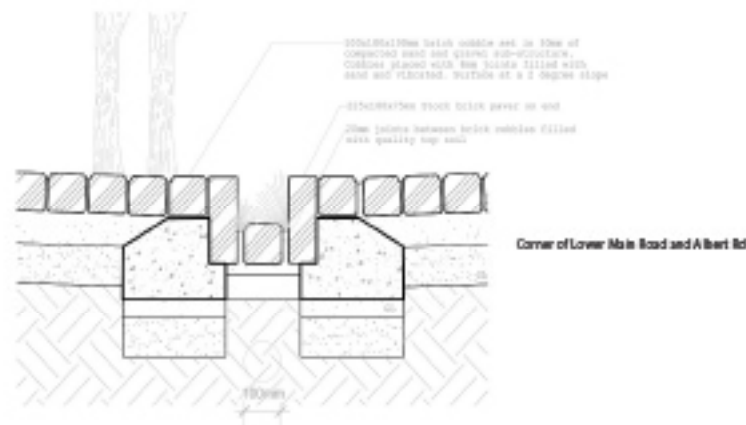 100x100x100mm brick cobble set in 50mm of
compacted sand and gravel sub-structure.
Cobbles placed with 8mm joints filled with
sand and vibrated. Surface at a 2 degree slope
215x100x75mm Stock brick paver on end
20mm joints between brick cobbles filled
with quality top soil
Corner of Lower Main Road and Albert Rd
100mm